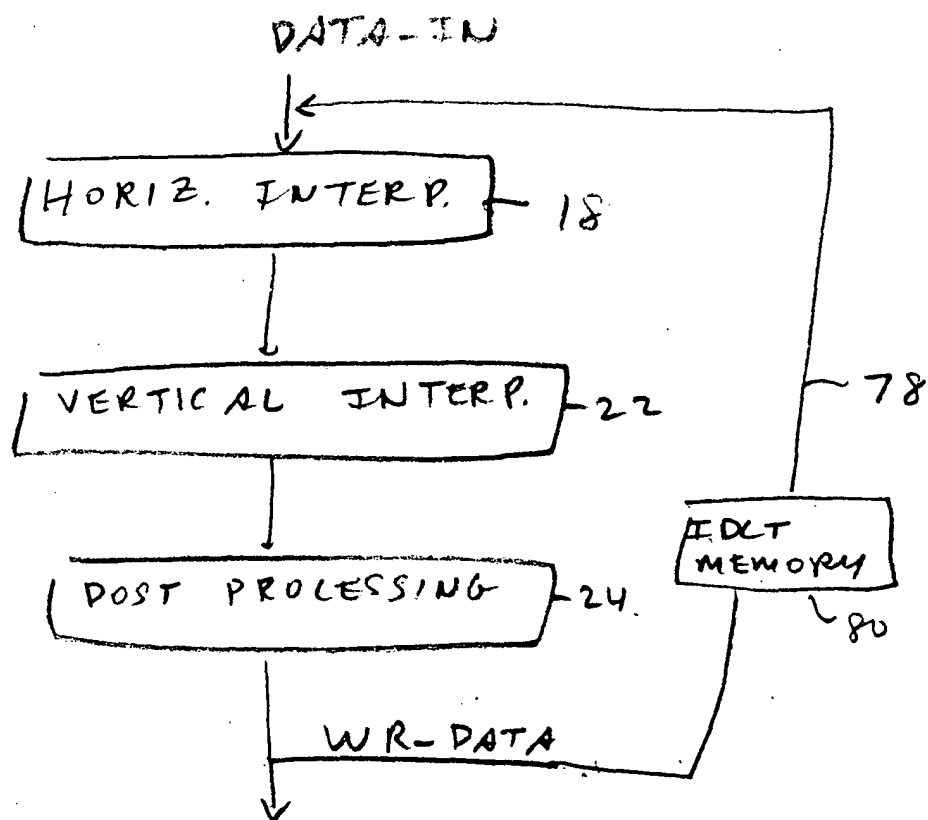 DATA-IN
HORIZ. INTERP.
18
VERTICAL INTERP.
22
78
IDCT
MEMORY
80
POST PROCESSING
24
WR-DATA